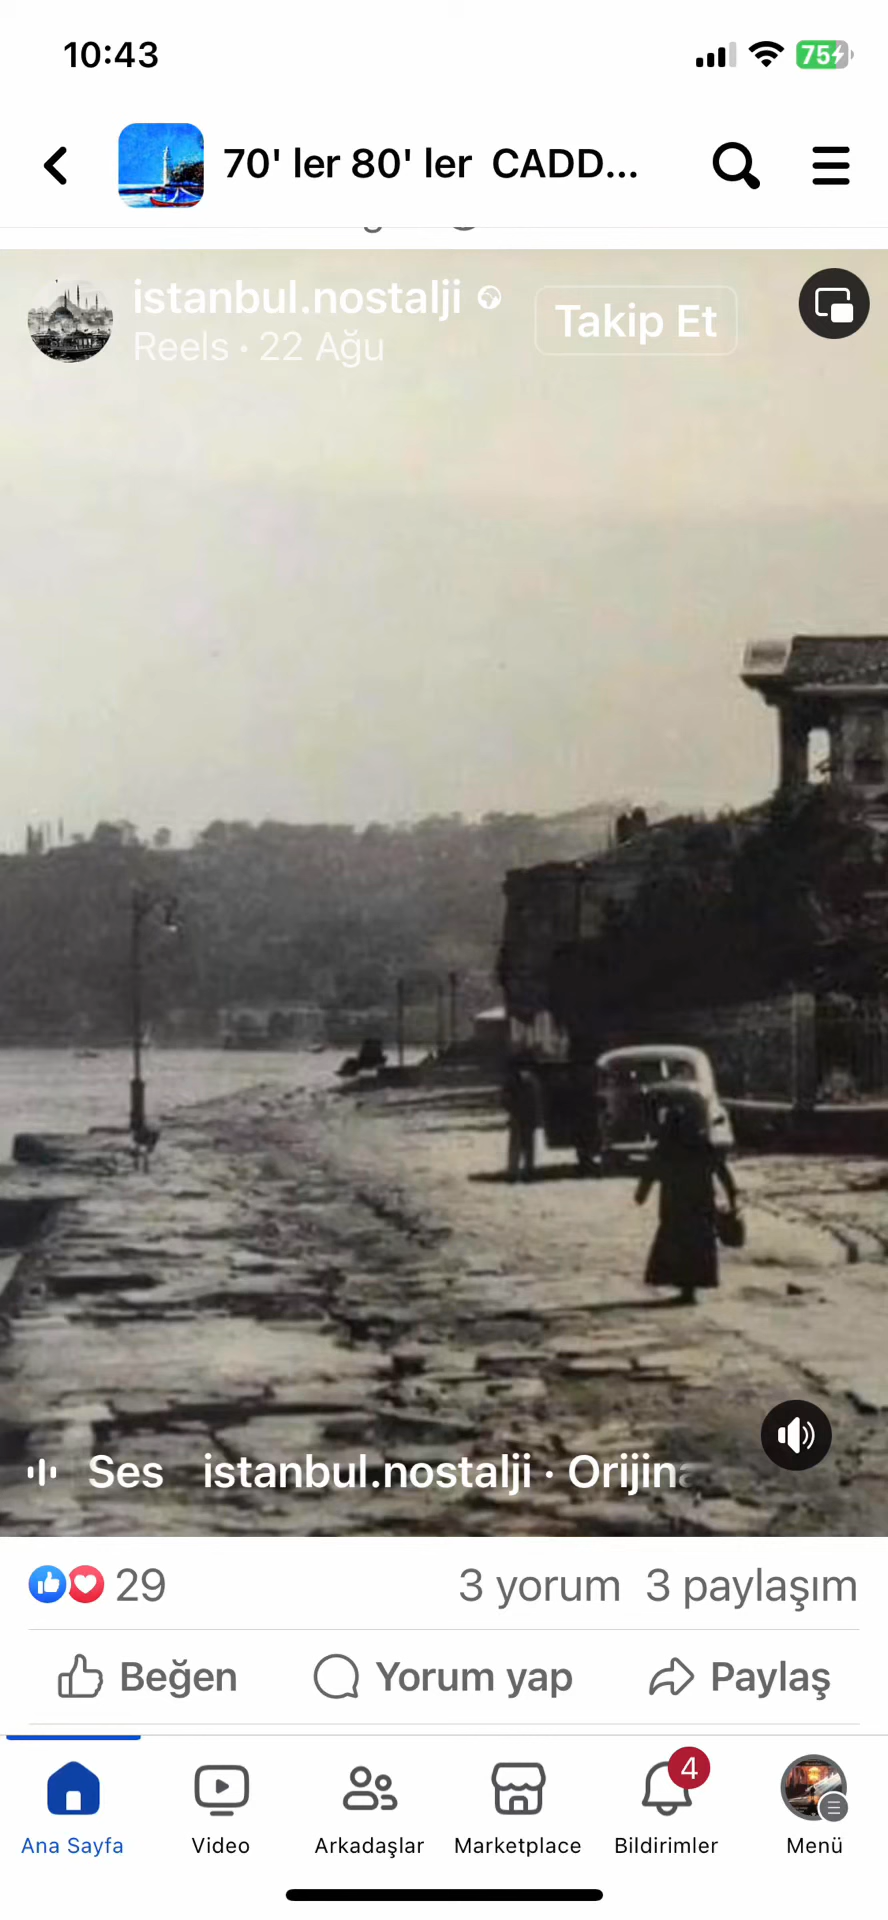 10:43
75
70' ler 80' ler CADD...
istanbul.nostalji
Takip Et
Reels · 22 Ağu
Ses istanbul.nostalji · Orijina
29
3 yorum 3 paylaşım
Beğen
Yorum yap
Paylaş
4
Ana Sayfa
Video
Arkadaşlar
Marketplace
Bildirimler
Menü